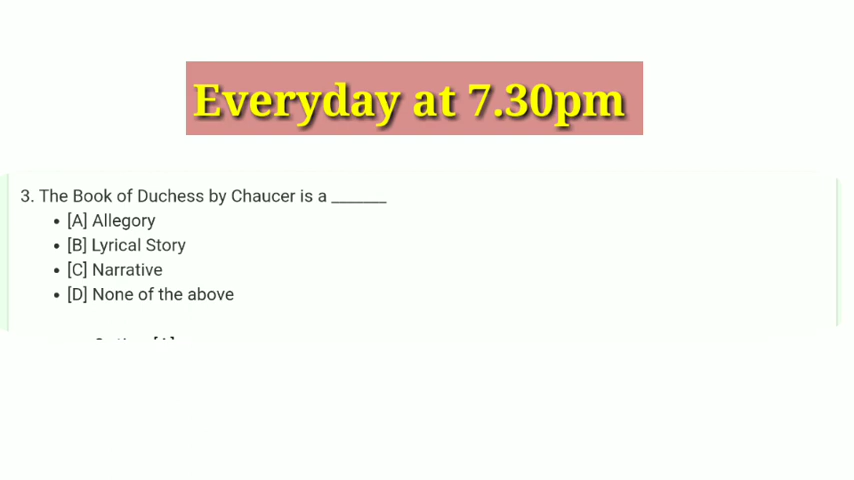 Everyday at 7.30pm
3. The Book of Duchess by Chaucer is a ______
• [A] Allegory
• [B] Lyrical Story
• [C] Narrative
• [D] None of the above